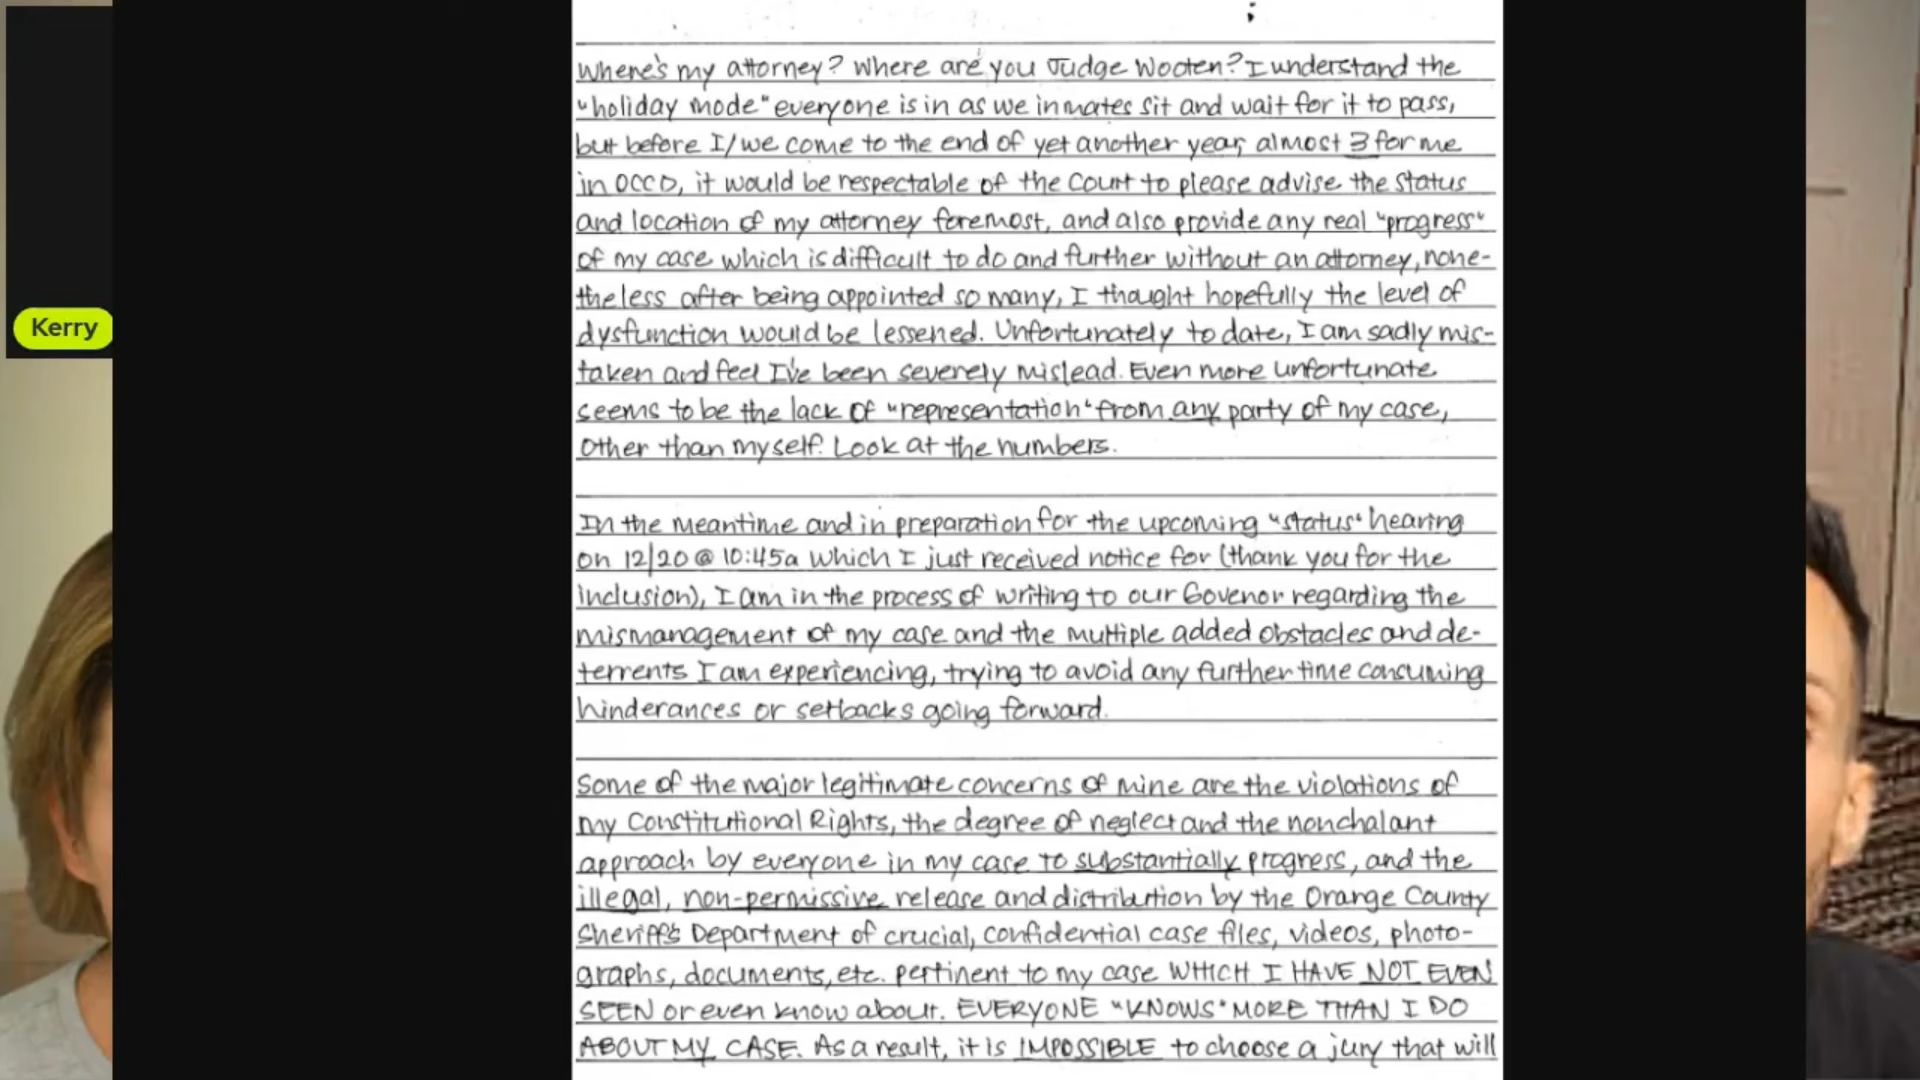 Kerry
Where's my attorney? Where are you Judge Wooten? I understand the
"holiday mode" everyone is in as we inmates sit and wait for it to pass,
but before I/we come to the end of yet another year, almost 3 for me
in OCCD, it would be respectable of the Court to please advise the status
and location of my attorney foremost, and also provide any real "progress"
of my case which is difficult to do and further without an attorney, none-
theless after being appointed so many, I thought hopefully the level of
dysfunction would be lessened. Unfortunately to date, I am sadly mis-
taken and feel I've been severely mislead. Even more unfortunate
seems to be the lack of "representation" from any party of my case,
other than myself. Look at the numbers.
In the meantime and in preparation for the upcoming "status" hearing
on 12/20 @ 10:45a which I just received notice for (thank you for the
inclusion), I am in the process of writing to our Govenor regarding the
mismanagement of my case and the multiple added obstacles and de-
terrents I am experiencing, trying to avoid any further time consuming
hinderances or setbacks going forward.
Some of the major legitimate concerns of mine are the violations of
my Constitutional Rights, the degree of neglect and the nonchalant
approach by everyone in my case to substantially progress, and the
illegal, non-permissive release and distribution by the Orange County
Sheriff's Department of crucial, confidential case files, videos, photo-
graphs, documents, etc. pertinent to my case WHICH I HAVE NOT EVEN
SEEN or even know about. EVERYONE "KNOWS" MORE THAN I DO
ABOUT MY CASE. As a result, it is IMPOSSIBLE to choose a jury that will